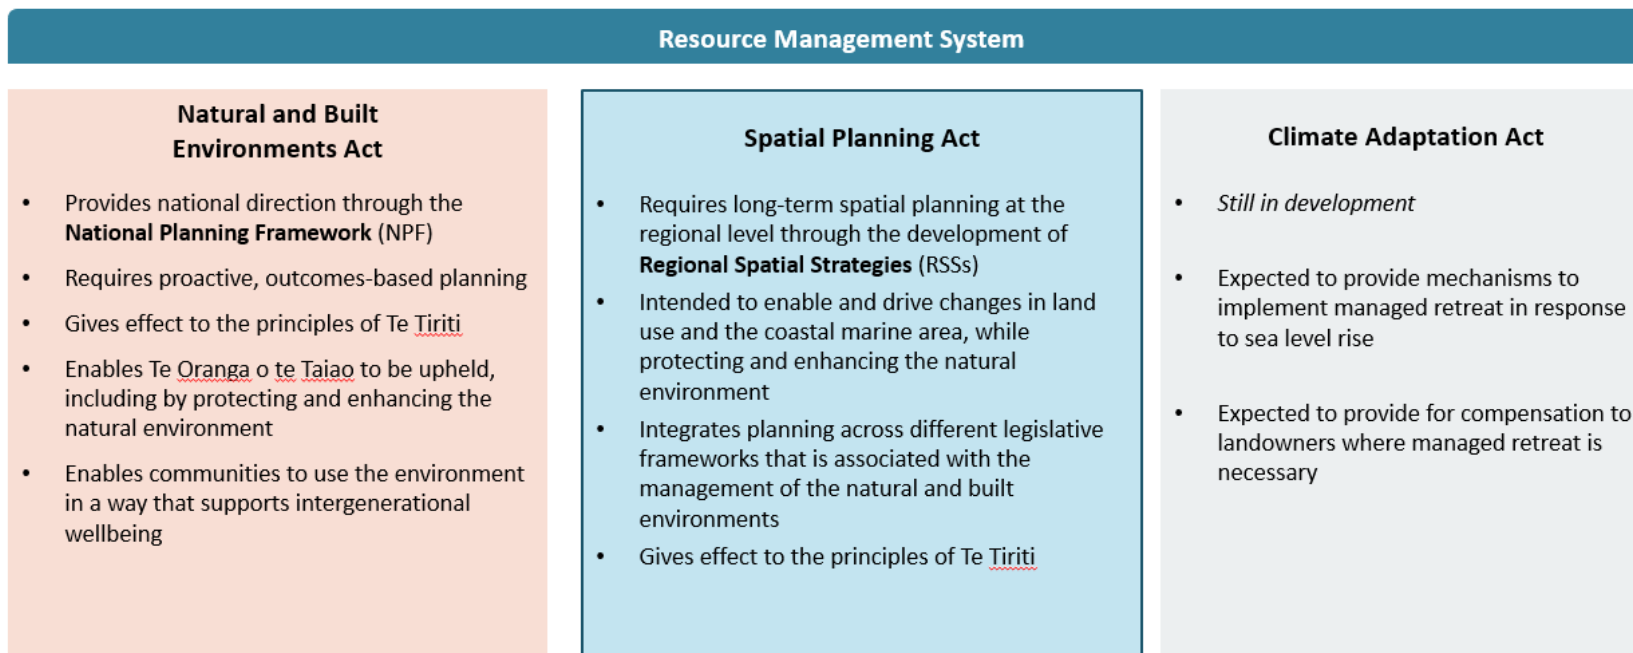 Resource Management System
Natural and Built
Environments Act
• Provides national direction through the
National Planning Framework (NPF)
• Requires proactive, outcomes-based planning
• Gives effect to the principles of Te Tiriti
• Enables Te Oranga o te Taiao to be upheld,
including by protecting and enhancing the
natural environment
• Enables communities to use the environment
in a way that supports intergenerational
wellbeing
Spatial Planning Act
• Requires long-term spatial planning at the
regional level through the development of
Regional Spatial Strategies (RSSs)
• Intended to enable and drive changes in land
use and the coastal marine area, while
protecting and enhancing the natural
environment
• Integrates planning across different legislative
frameworks that is associated with the
management of the natural and built
environments
• Gives effect to the principles of Te Tiriti
Climate Adaptation Act
• Still in development
• Expected to provide mechanisms to
implement managed retreat in response
to sea level rise
• Expected to provide for compensation to
landowners where managed retreat is
necessary